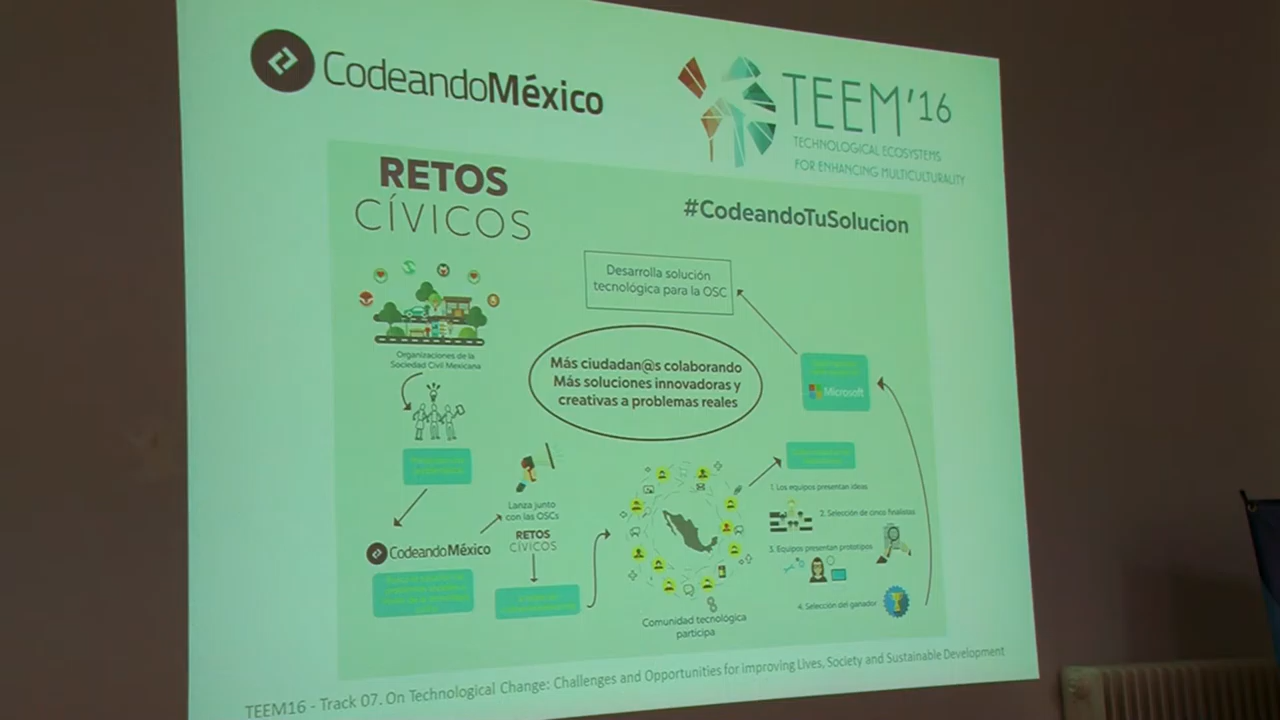 CodeandoMéxico
TEEM'16
TECHNOLOGICAL ECOSYSTEMS
FOR ENHANCING MULTICULTURALITY
RETOS
CÍVICOS
#CodeandoTuSolucion
Desarrolla solución
tecnológica para la OSC
Organizaciones de la
Sociedad Civil Mexicana
Más ciudadan@s colaborando
Más soluciones innovadoras y
creativas a problemas reales
Microsoft
Lanza junto
con las OSCs
RETOS
CÍVICOS
CodeandoMéxico
Comunidad tecnológica
participa
1. Los equipos presentan ideas
2. Selección de cinco finalistas
3. Equipos presentan prototipos
4. Selección del ganador
TEEM16 - Track 07. On Technological Change: Challenges and Opportunities for improving Lives, Society and Sustainable Development